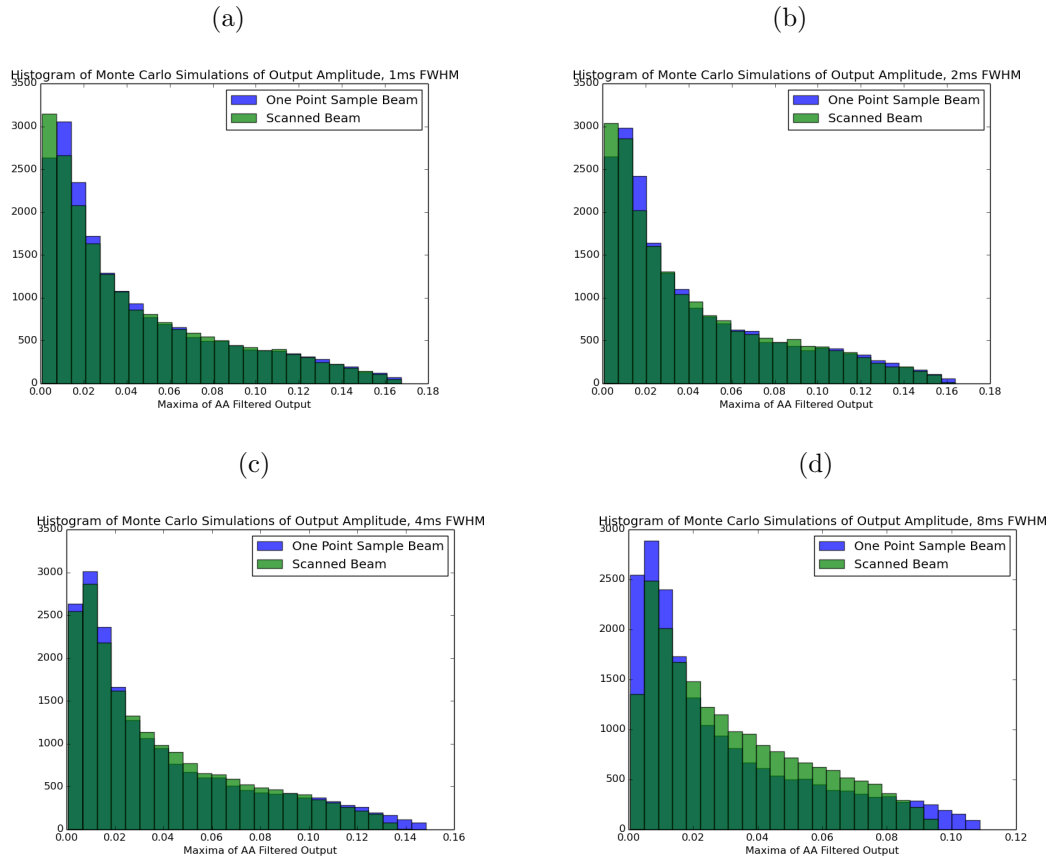 (a)
Histogram of Monte Carlo Simulations of Output Amplitude, 1ms FWHM
One Point Sample Beam
Scanned Beam
3500
3000
2500
2000
1500
1000
500
0
0.00 0.02 0.04 0.06 0.08 0.10 0.12 0.14 0.16 0.18
Maxima of AA Filtered Output
(b)
Histogram of Monte Carlo Simulations of Output Amplitude, 2ms FWHM
One Point Sample Beam
Scanned Beam
3500
3000
2500
2000
1500
1000
500
0
0.00 0.02 0.04 0.06 0.08 0.10 0.12 0.14 0.16 0.18
Maxima of AA Filtered Output
(c)
Histogram of Monte Carlo Simulations of Output Amplitude, 4ms FWHM
One Point Sample Beam
Scanned Beam
3500
3000
2500
2000
1500
1000
500
0
0.00 0.02 0.04 0.06 0.08 0.10 0.12 0.14 0.16
Maxima of AA Filtered Output
(d)
Histogram of Monte Carlo Simulations of Output Amplitude, 8ms FWHM
One Point Sample Beam
Scanned Beam
3000
2500
2000
1500
1000
500
0
0.00 0.02 0.04 0.06 0.08 0.10 0.12
Maxima of AA Filtered Output